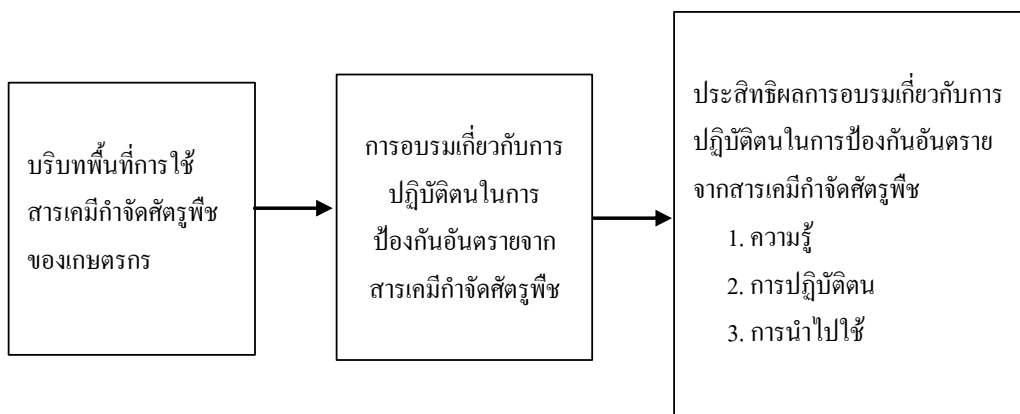 บริบทพื้นที่การใช้
สารเคมีกำจัดศัตรูพืช
ของเกษตรกร
การอบรมเกี่ยวกับการ
ปฏิบัติตนในการ
ป้องกันอันตรายจาก
สารเคมีกำจัดศัตรูพืช
ประสิทธิผลการอบรมเกี่ยวกับการ
ปฏิบัติตนในการป้องกันอันตราย
จากสารเคมีกำจัดศัตรูพืช
1. ความรู้
2. การปฏิบัติตน
3. การนำไปใช้